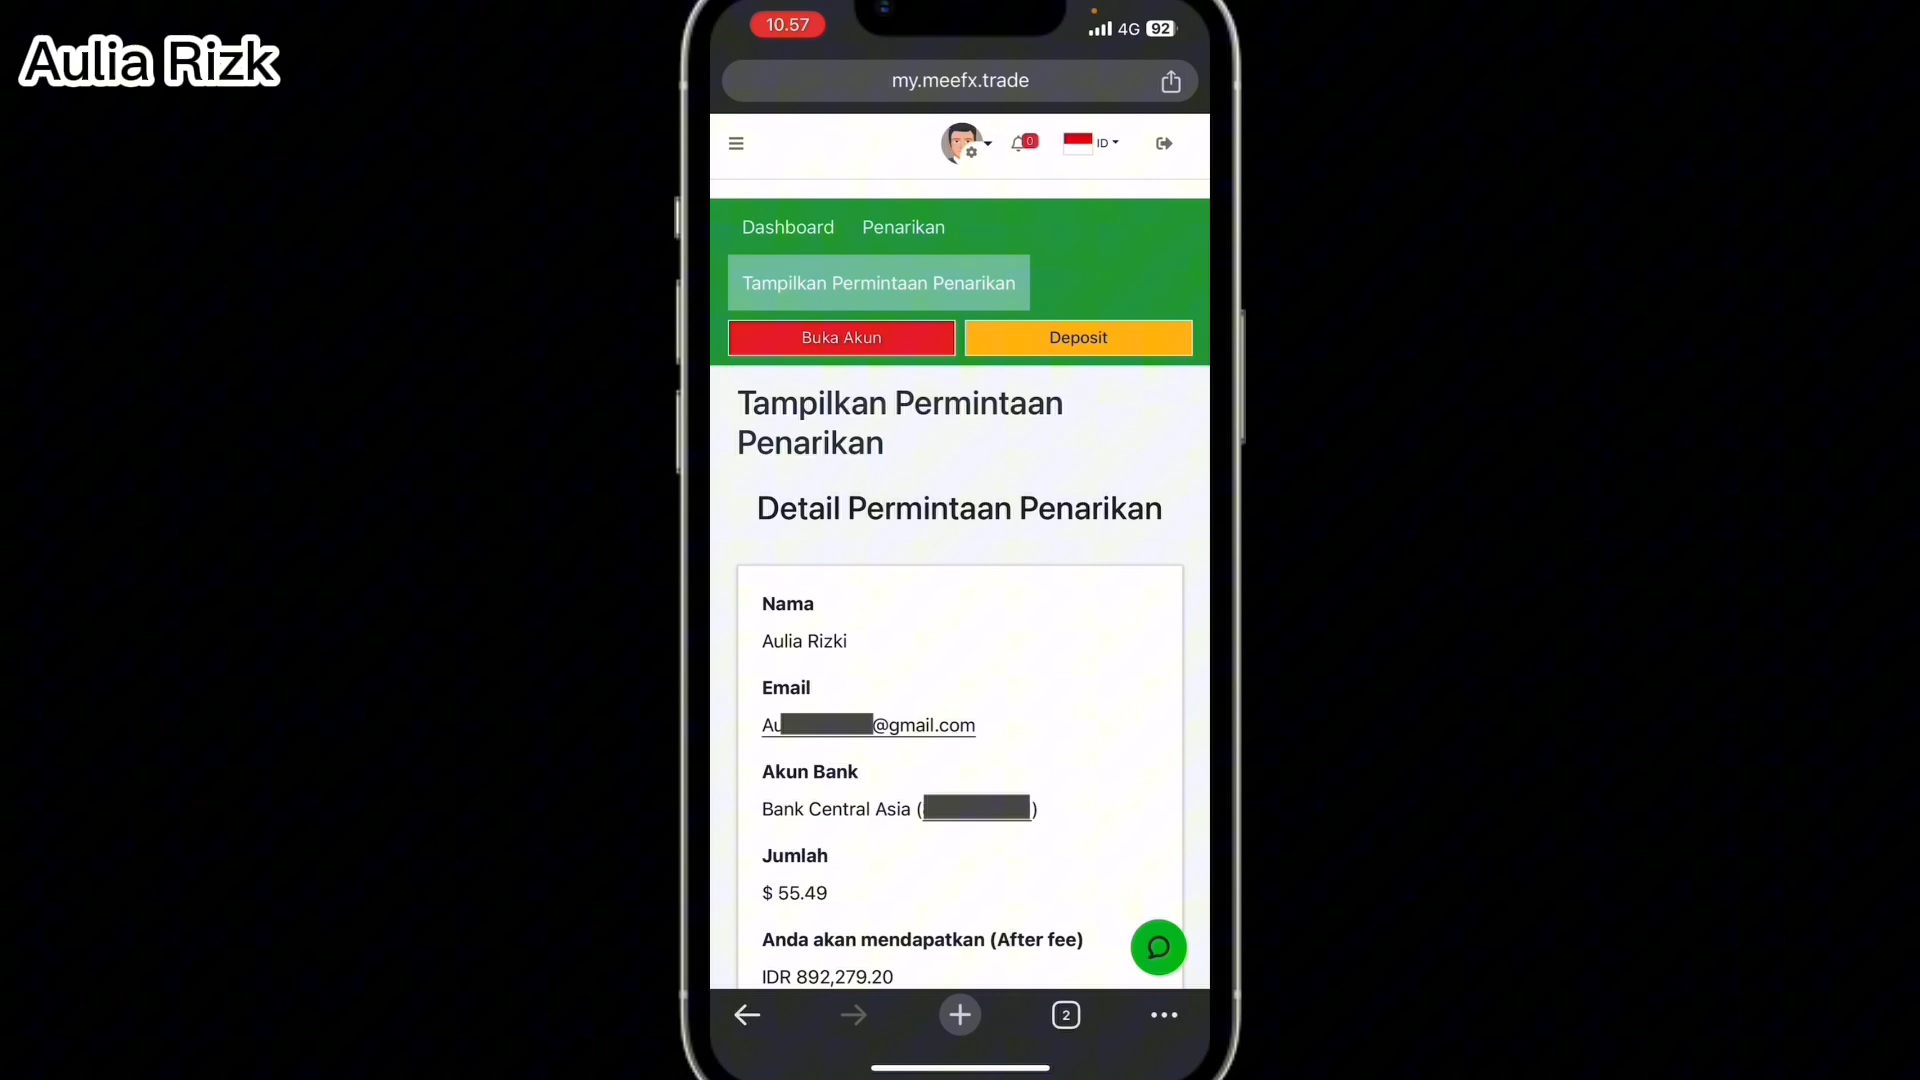 Aulia Rizk
10.57
4G 92
my.meefx.trade
0
ID
Dashboard Penarikan
Tampilkan Permintaan Penarikan
Buka Akun Deposit
Tampilkan Permintaan
Penarikan
Detail Permintaan Penarikan
Nama
Aulia Rizki
Email
Au @gmail.com
Akun Bank
Bank Central Asia ( )
Jumlah
$ 55.49
Anda akan mendapatkan (After fee)
IDR 892,279.20
2